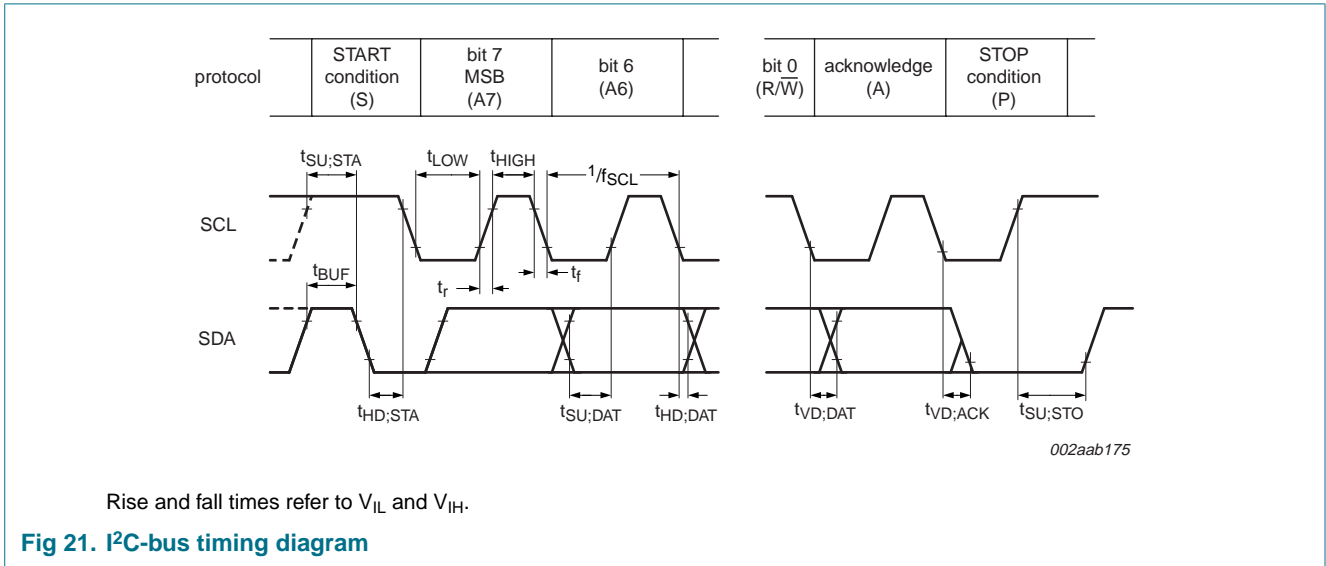 protocol
START
condition
(S)
bit 7
MSB
(A7)
bit 6
(A6)
bit 0
(R/W̅)
acknowledge
(A)
STOP
condition
(P)
tSU;STA
tLOW
tHIGH
1/fSCL
SCL
tBUF
tr
tf
SDA
tHD;STA
tSU;DAT
tHD;DAT
tVD;DAT
tVD;ACK
tSU;STO
002aab175
Rise and fall times refer to VIL and VIH.
Fig 21. I²C-bus timing diagram